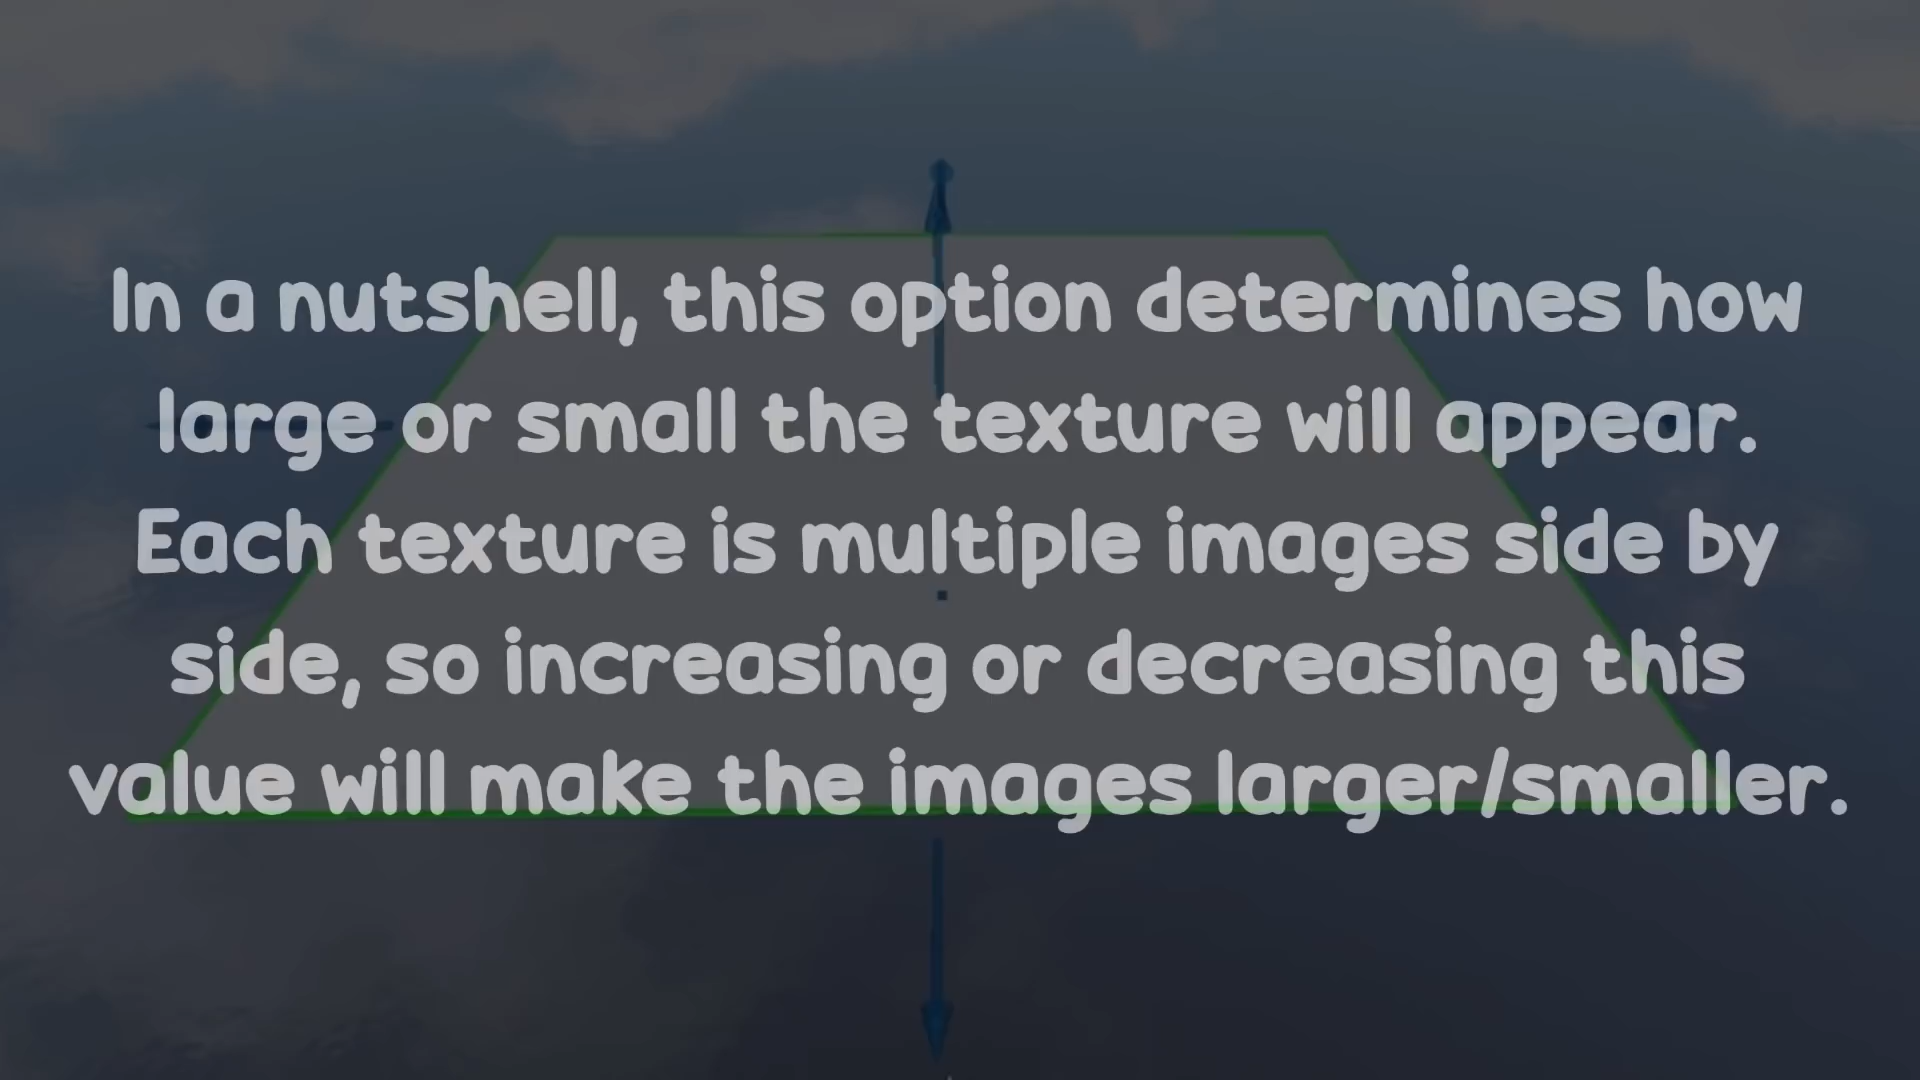 In a nutshell, this option determines how
large or small the texture will appear.
Each texture is multiple images side by
side, so increasing or decreasing this
value will make the images larger/smaller.